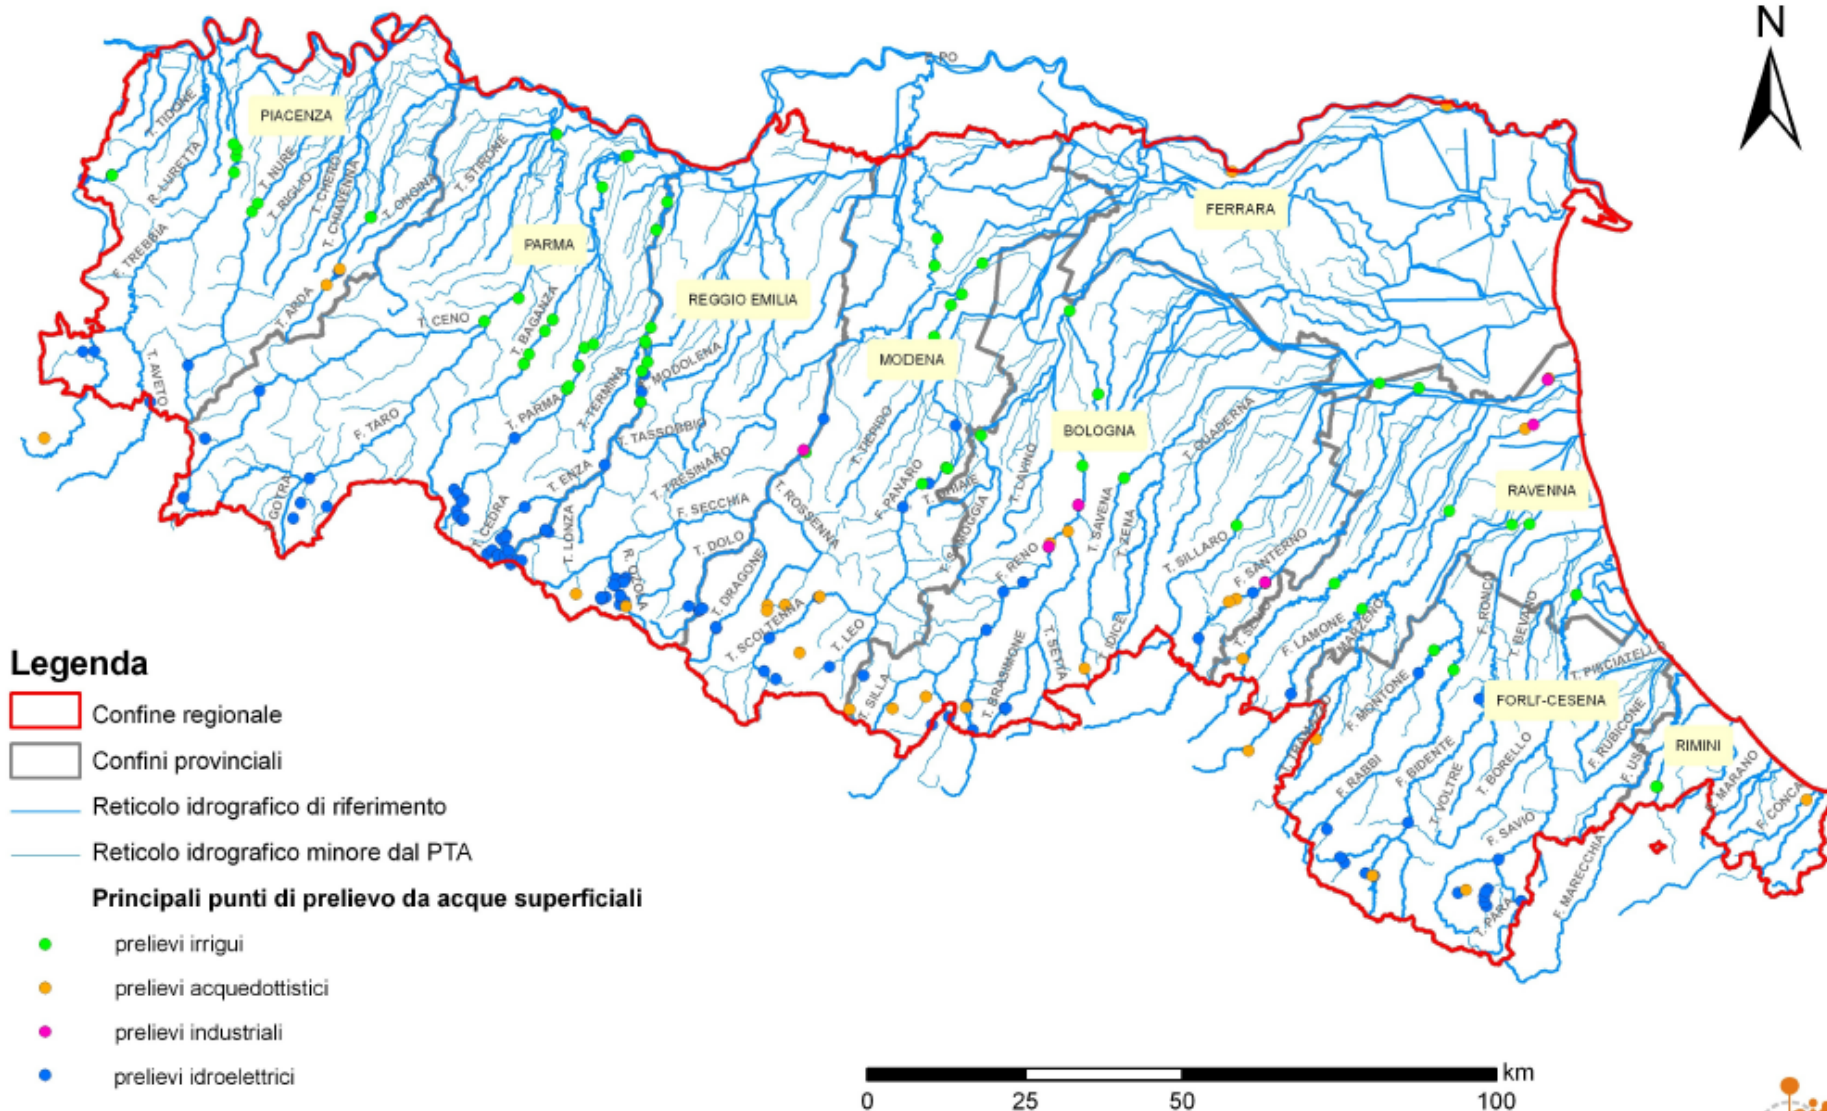 N
F. PO
PIACENZA
T. TIDONE
R. LURETTA
F. TREBBIA
T. NURE
T. RIGLIO
T. CHERO
T. CHIAVENNA
T. ONGINA
T. STIRONE
T. ARDA
T. AVETO
PARMA
T. CENO
T. BAGANZA
F. TARO
T. PARMA
T. TERMINA
GOTRA
T. CEDRA
T. ENZA
REGGIO EMILIA
T. MODOLENA
T. TASSOBBIO
T. TRESINARO
F. SECCHIA
T. LONZA
R. OZOLA
T. DOLO
T. DRAGONE
T. ROSSENNA
MODENA
T. TIEPIDO
F. PANARO
T. GHIAIE
T. SAMOGGIA
T. SCOLTENNA
T. LEO
T. SILLA
FERRARA
BOLOGNA
T. LAVINO
F. RENO
T. SAVENA
T. ZENA
T. QUADERNA
T. SILLARO
F. SANTERNO
T. BRASIMONE
T. SETTA
T. IDICE
T. SENIO
RAVENNA
F. LAMONE
T. MARZENO
F. RONCO
T. BEVANO
T. PISCIATELLO
FORLI'-CESENA
F. MONTONE
F. RABBI
F. BIDENTE
T. VOLTRE
T. BORELLO
F. RUBICONE
F. USO
F. SAVIO
T. PARA
F. MARECCHIA
RIMINI
T. MARANO
F. CONCA
Legenda
Confine regionale
Confini provinciali
Reticolo idrografico di riferimento
Reticolo idrografico minore dal PTA
Principali punti di prelievo da acque superficiali
prelievi irrigui
prelievi acquedottistici
prelievi industriali
prelievi idroelettrici
km
0 25 50 100